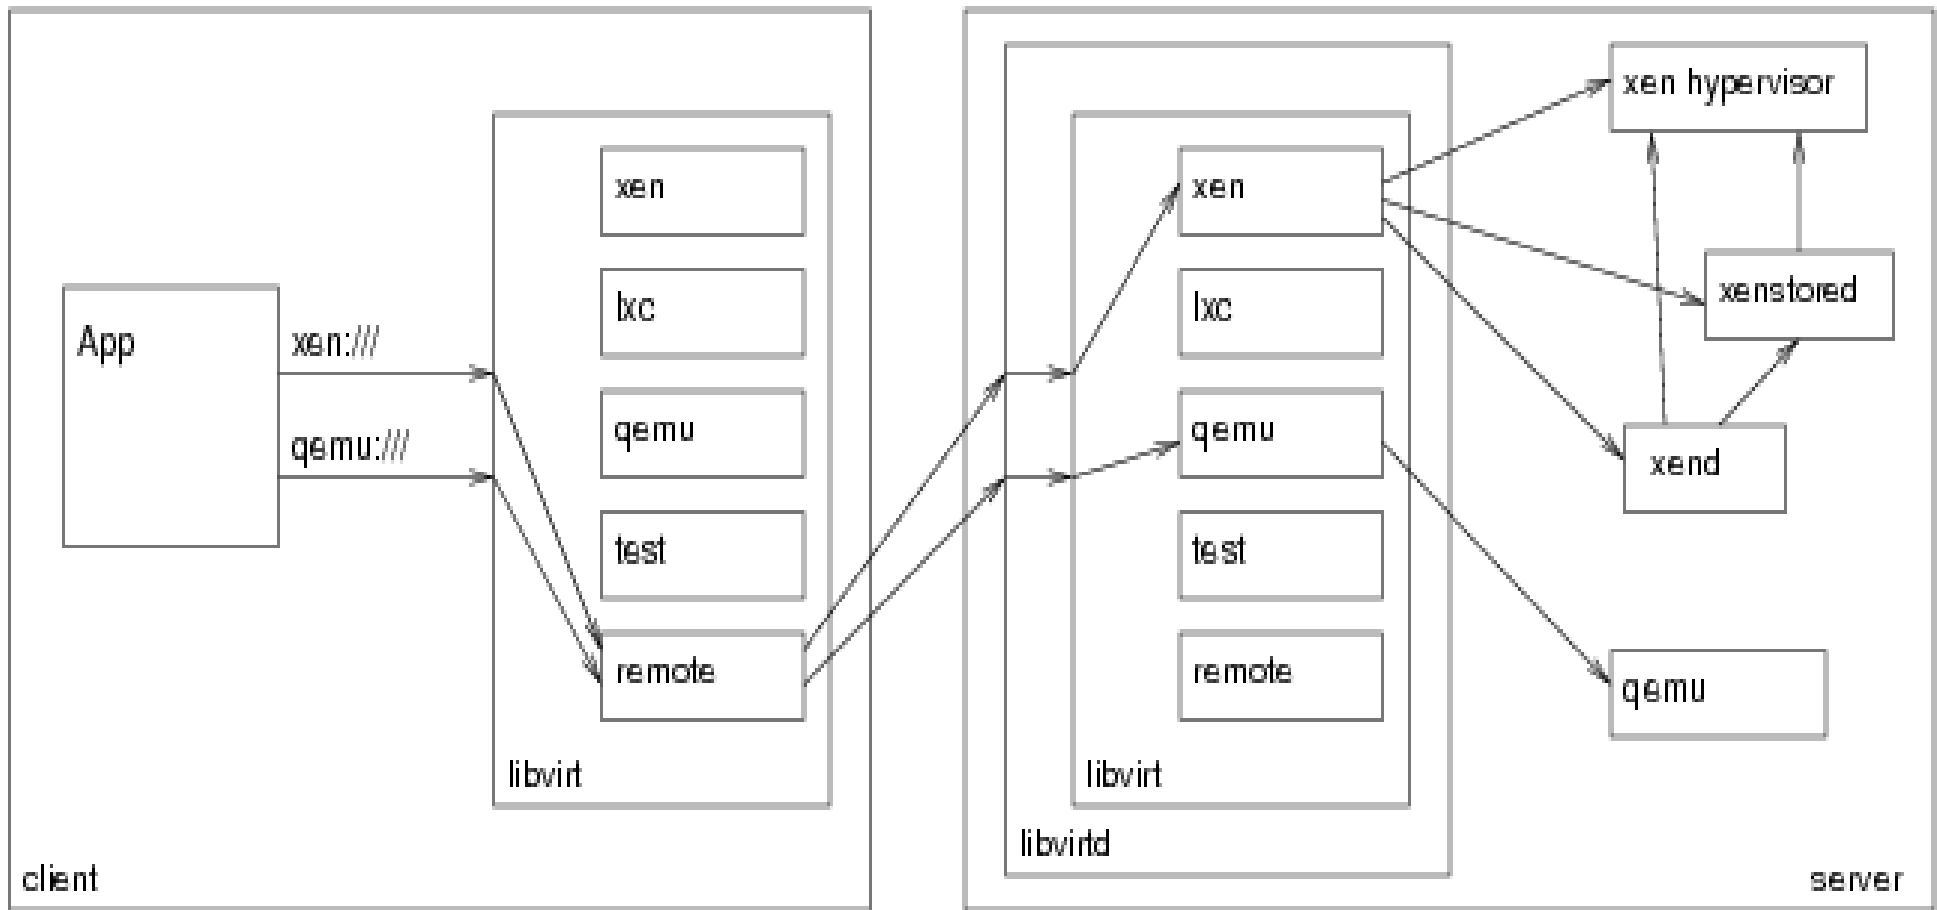 App
xen:///
qemu:///
xen
lxc
qemu
test
remote
libvirt
client
xen
lxc
qemu
test
remote
libvirt
libvirtd
xen hypervisor
xenstored
xend
qemu
server